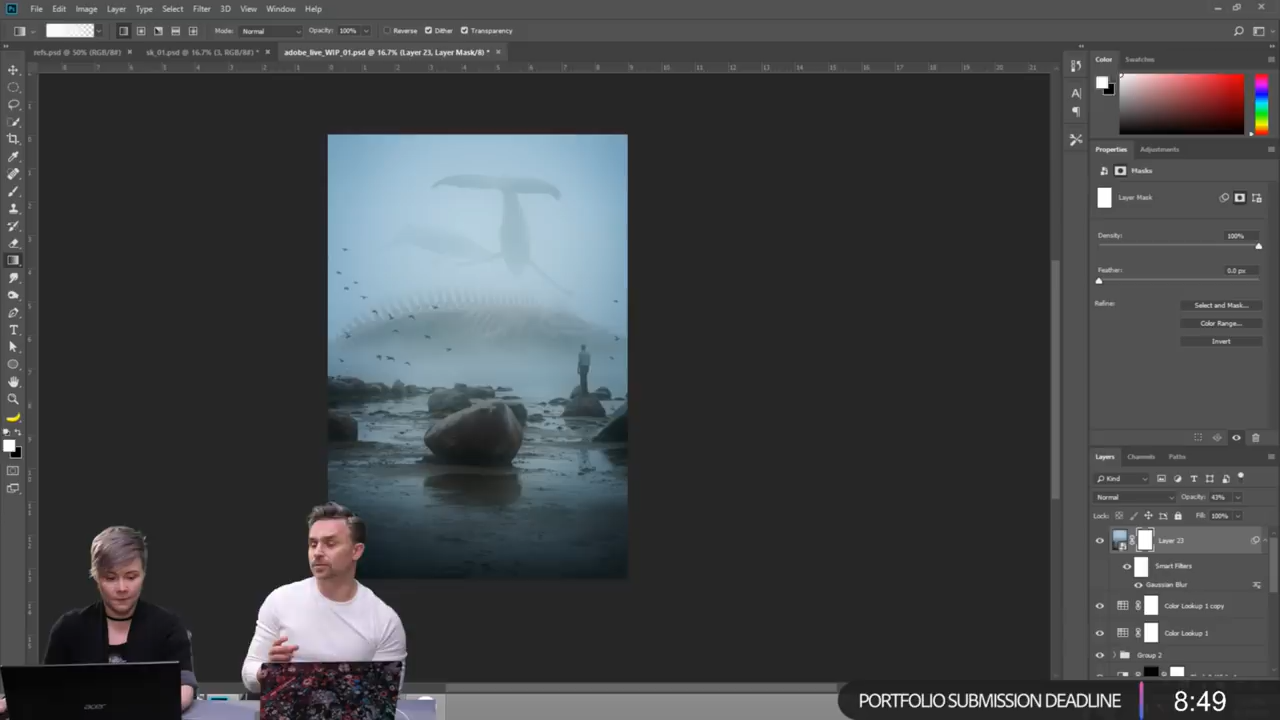 Ps File Edit Image Layer Type Select Filter 3D View Window Help
Mode: Normal Opacity: 100% Reverse Dither Transparency
refs.psd @ 50% (RGB/8#) × sk_01.psd @ 16.7% (3, RGB/8#) * × adobe_live_WIP_01.psd @ 16.7% (Layer 23, Layer Mask/8) * ×
Color Swatches
Properties Adjustments
Masks
Layer Mask
Density: 100%
Feather: 0.0 px
Refine: Select and Mask...
Color Range...
Invert
Layers Channels Paths
Kind
Normal Opacity: 43%
Lock: Fill: 100%
Layer 23
Smart Filters
Gaussian Blur
Color Lookup 1 copy
Color Lookup 1
Group 2
acer
PORTFOLIO SUBMISSION DEADLINE 8:49